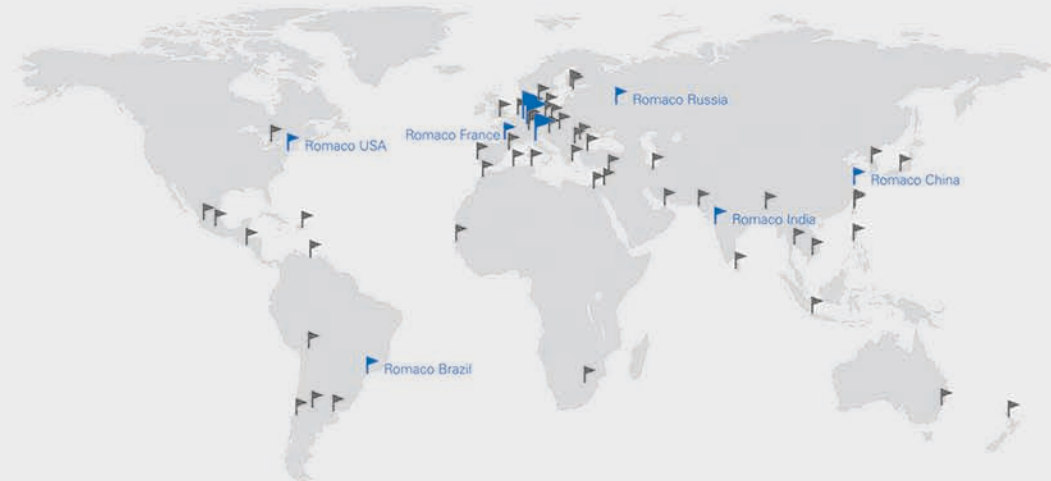 Romaco Russia
Romaco France
Romaco USA
Romaco China
Romaco India
Romaco Brazil